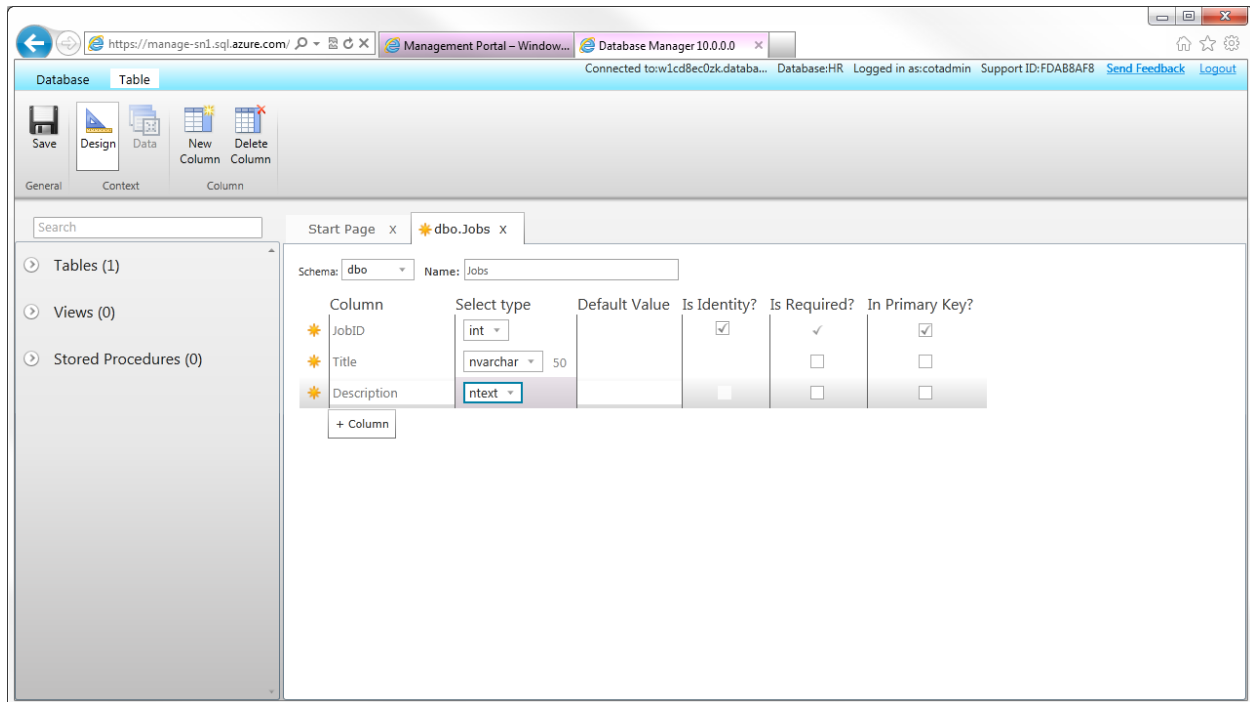 https://manage-sn1.sql.azure.com/ Management Portal – Window... Database Manager 10.0.0.0
Database Table Connected to:w1cd8ec0zk.databa... Database:HR Logged in as:cotadmin Support ID:FDAB8AF8 Send Feedback Logout
Save Design Data New Column Delete Column
General Context Column
Search
Start Page X dbo.Jobs X
Tables (1)
Schema: dbo Name: Jobs
Column Select type Default Value Is Identity? Is Required? In Primary Key?
Views (0)
JobID int
Stored Procedures (0)
Title nvarchar 50
Description ntext
+ Column